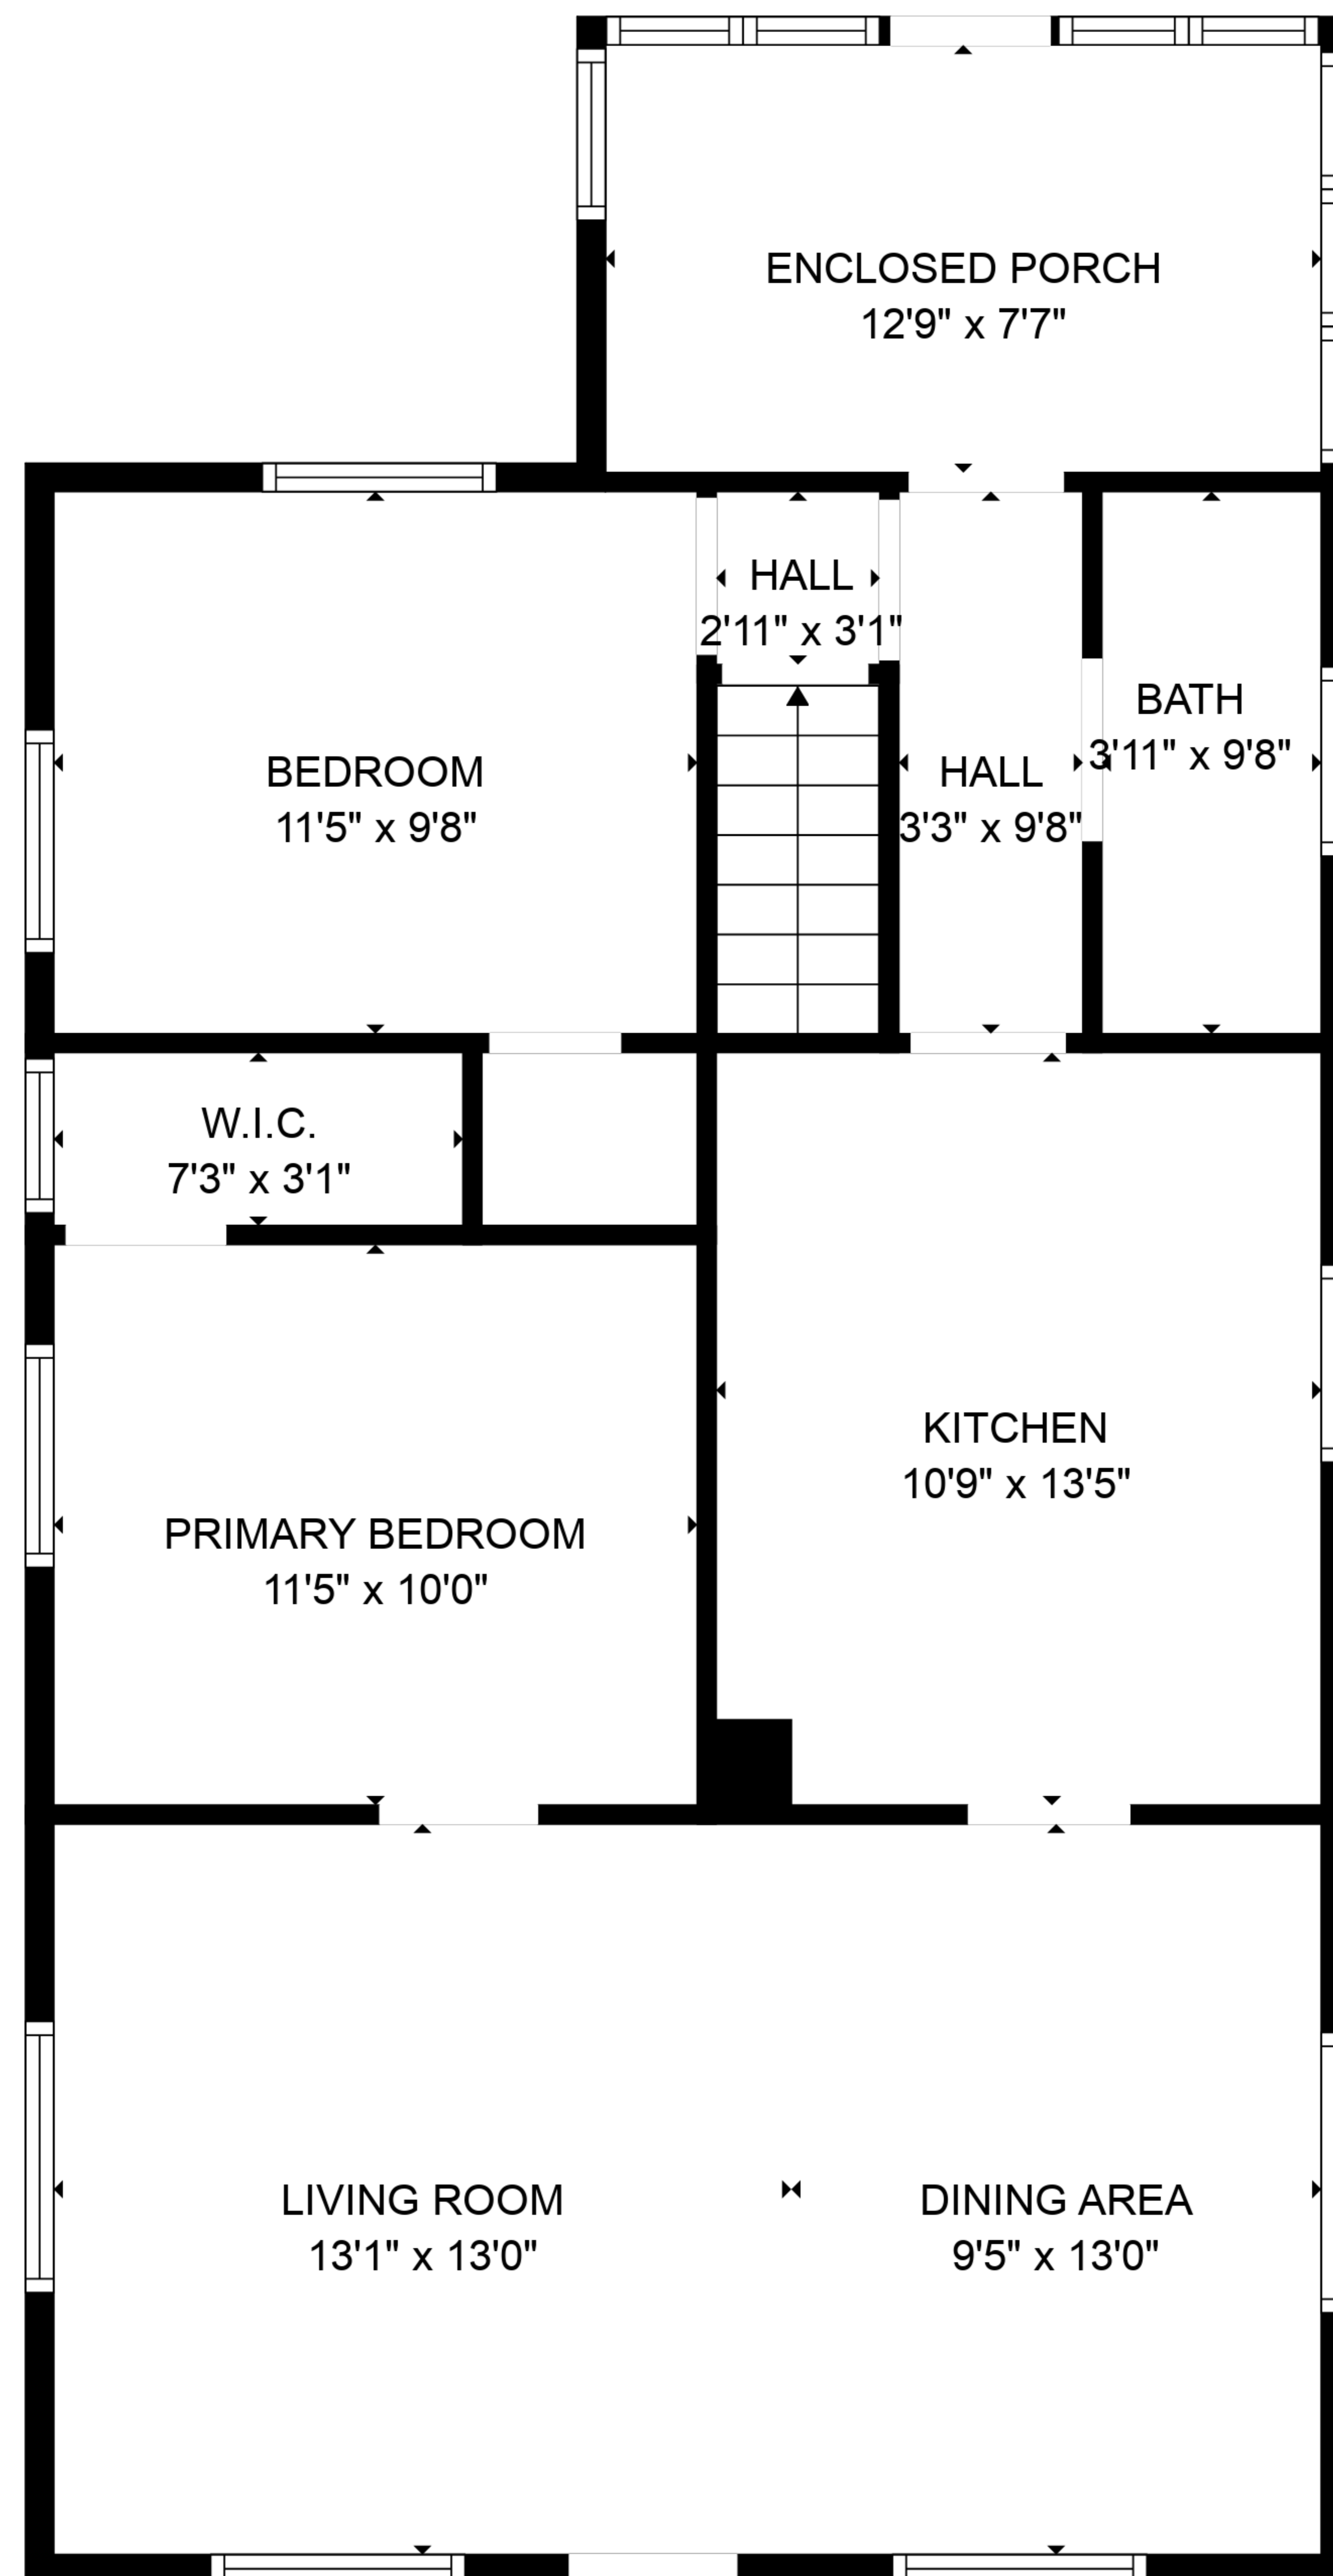 ENCLOSED PORCH
12'9" x 7'7"
HALL
2'11" x 3'1"
BATH
3'11" x 9'8"
BEDROOM
11'5" x 9'8"
HALL
3'3" x 9'8"
W.I.C.
7'3" x 3'1"
KITCHEN
10'9" x 13'5"
PRIMARY BEDROOM
11'5" x 10'0"
LIVING ROOM
13'1" x 13'0"
DINING AREA
9'5" x 13'0"